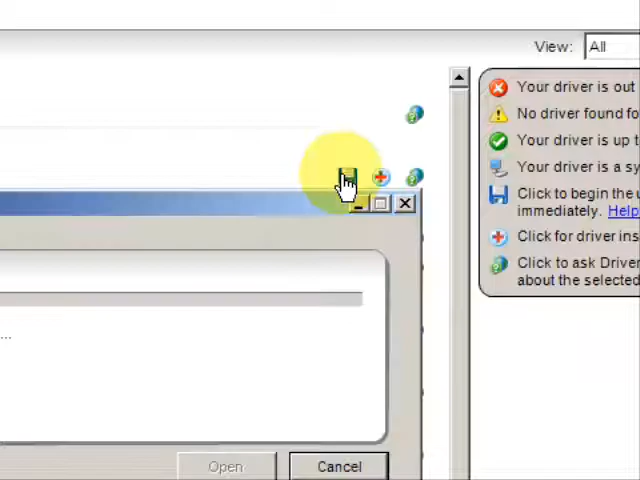 View: All
Your driver is out
No driver found fo
Your driver is up t
Your driver is a sy
Click to begin the u
immediately. Help
Click for driver ins
Click to ask Driver
about the selected
...
Open Cancel